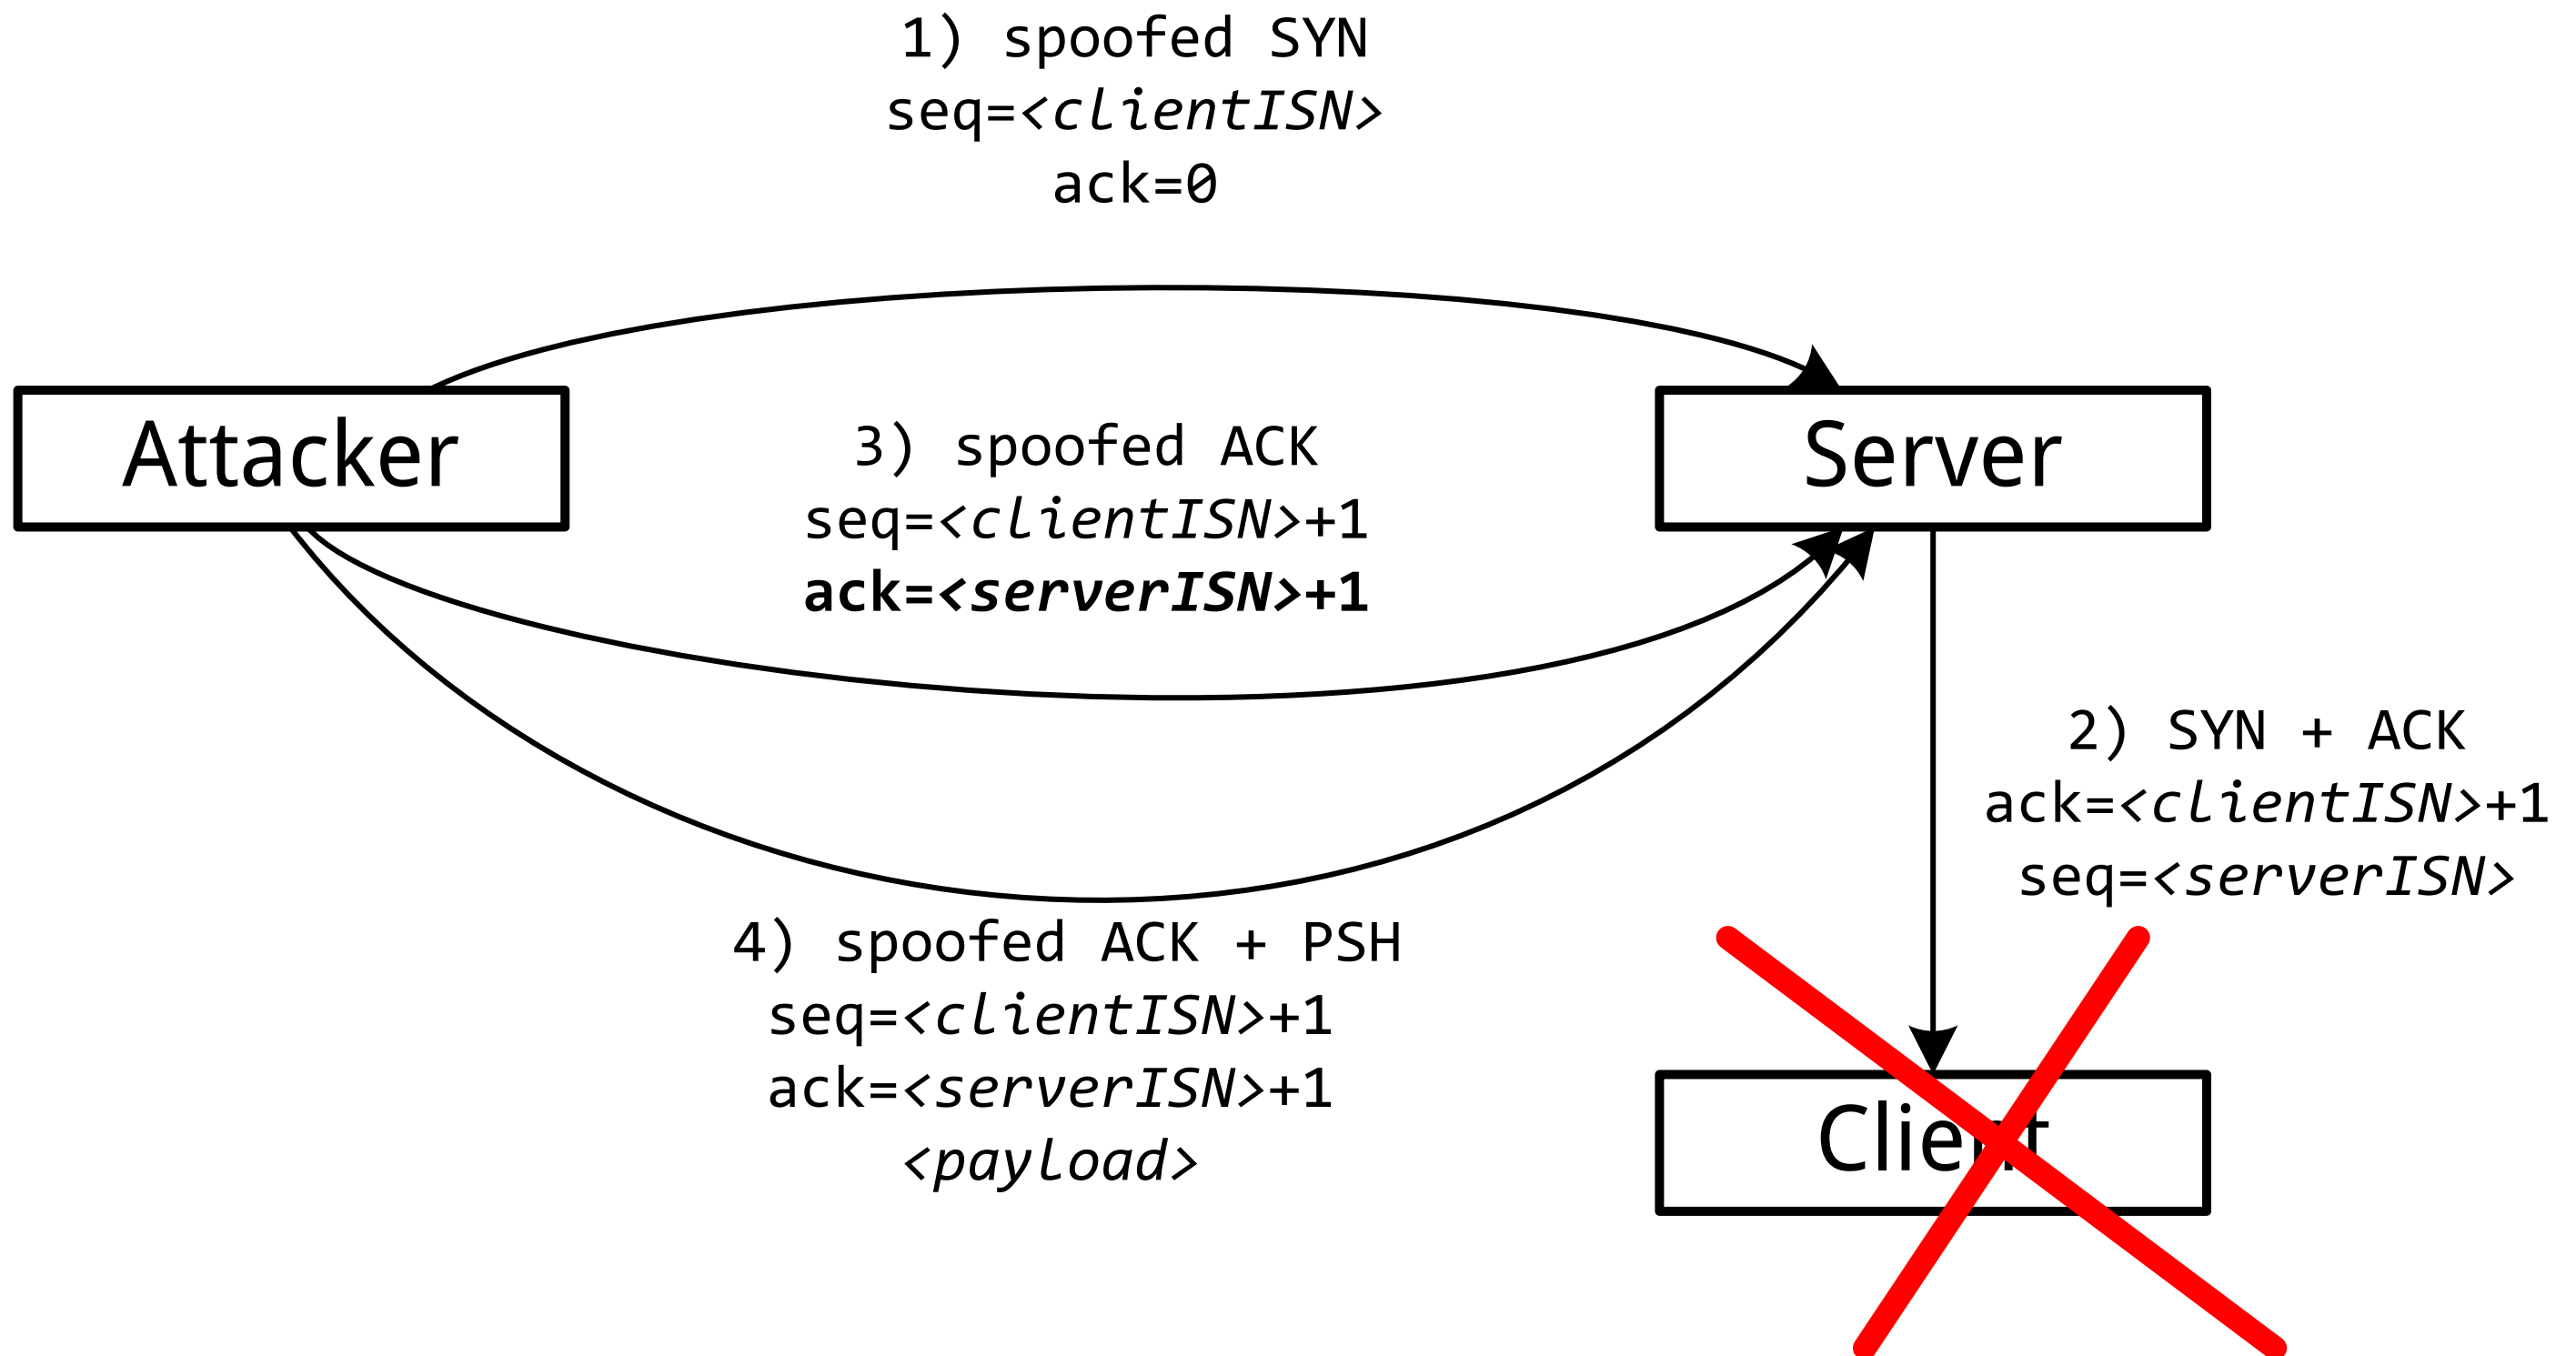 1) spoofed SYN
seq=<clientISN>
ack=0
Attacker
Server
3) spoofed ACK
seq=<clientISN>+1
ack=<serverISN>+1
2) SYN + ACK
ack=<clientISN>+1
seq=<serverISN>
4) spoofed ACK + PSH
seq=<clientISN>+1
ack=<serverISN>+1
<payload>
Client